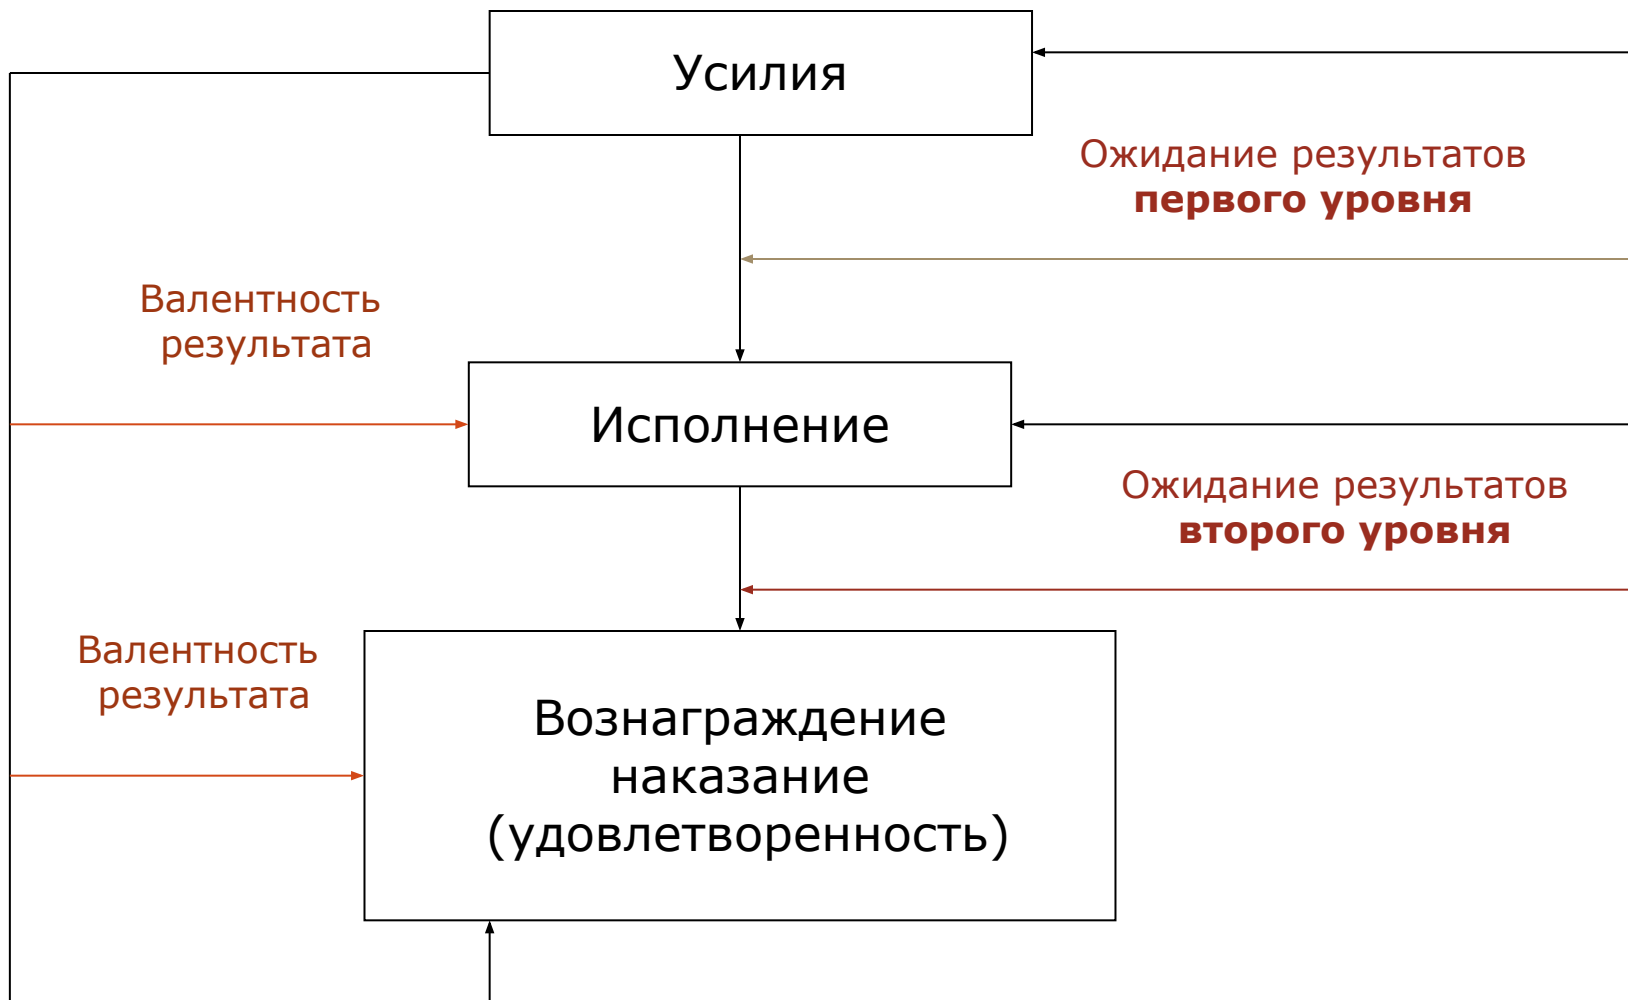 Усилия
Ожидание результатов
первого уровня
Валентность
результата
Исполнение
Ожидание результатов
второго уровня
Валентность
результата
Вознаграждение
наказание
(удовлетворенность)